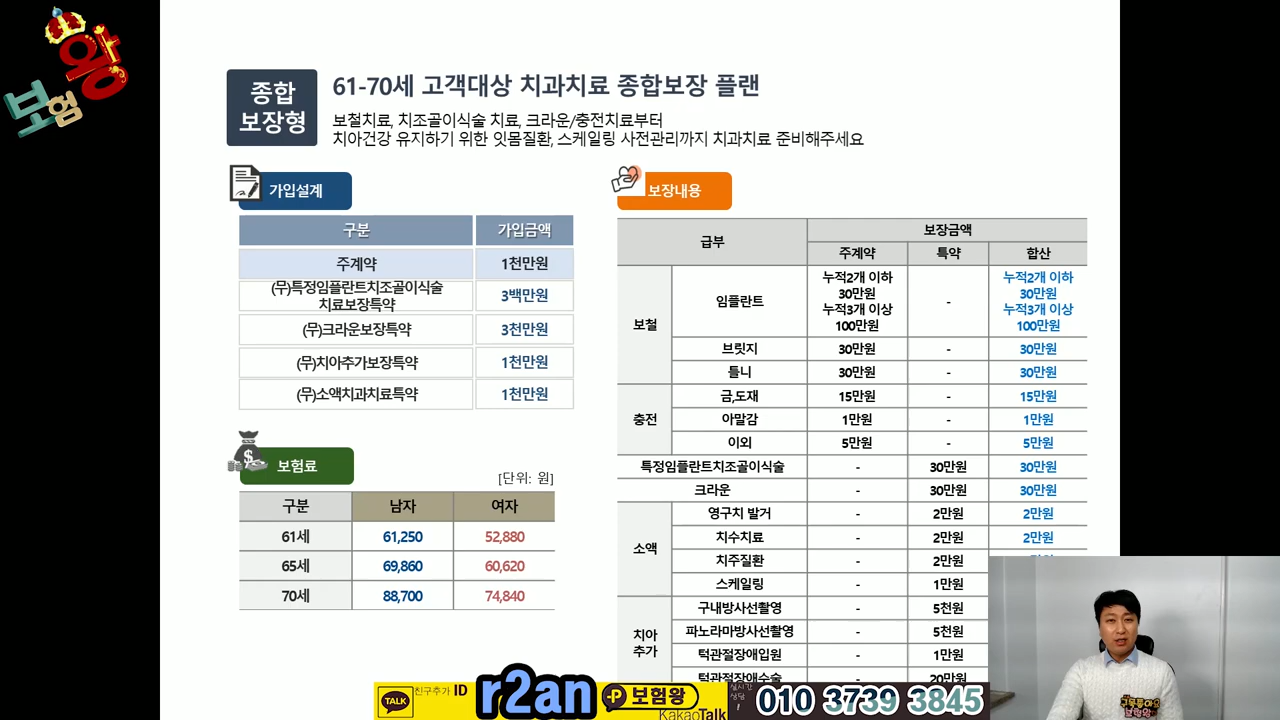 보험왕
종합
보장형
61-70세 고객대상 치과치료 종합보장 플랜
보철치료, 치조골이식술 치료, 크라운/충전치료부터
치아건강 유지하기 위한 잇몸질환, 스케일링 사전관리까지 치과치료 준비해주세요
가입설계
구분 가입금액
주계약 1천만원
(무)특정임플란트치조골이식술
치료보장특약 3백만원
(무)크라운보장특약 3천만원
(무)치아추가보장특약 1천만원
(무)소액치과치료특약 1천만원
보험료
[단위: 원]
구분 남자 여자
61세 61,250 52,880
65세 69,860 60,620
70세 88,700 74,840
보장내용
급부 보장금액
주계약 특약 합산
보철 임플란트 누적2개 이하 30만원 누적3개 이상 100만원 - 누적2개 이하 30만원 누적3개 이상 100만원
브릿지 30만원 - 30만원
틀니 30만원 - 30만원
충전 금,도재 15만원 - 15만원
아말감 1만원 - 1만원
이외 5만원 - 5만원
특정임플란트치조골이식술 - 30만원 30만원
크라운 - 30만원 30만원
소액 영구치 발거 - 2만원 2만원
치수치료 - 2만원 2만원
치주질환 - 2만원
스케일링 - 1만원
치아
추가 구내방사선촬영 - 5천원
파노라마방사선촬영 - 5천원
턱관절장애입원 - 1만원
턱관절장애수술 - 20만원
TALK 친구추가 ID r2an P 보험왕 KakaoTalk 실시간 상담 ! 010 3739 3845